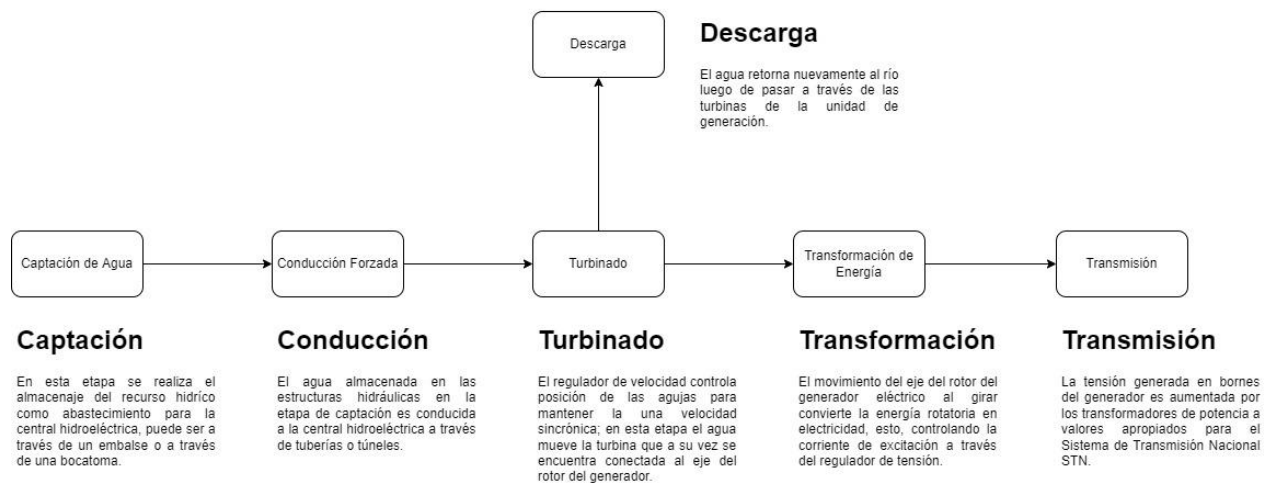 Descarga
Descarga
El agua retorna nuevamente al río
luego de pasar a través de las
turbinas de la unidad de
generación.
Captación de Agua
Conducción Forzada
Turbinado
Transformación de
Energía
Transmisión
Captación
En esta etapa se realiza el
almacenaje del recurso hidríco
como abastecimiento para la
central hidroeléctrica, puede ser a
través de un embalse o a través
de una bocatoma.
Conducción
El agua almacenada en las
estructuras hidráulicas en la
etapa de captación es conducida
a la central hidroeléctrica a través
de tuberías o túneles.
Turbinado
El regulador de velocidad controla
posición de las agujas para
mantener la una velocidad
sincrónica; en esta etapa el agua
mueve la turbina que a su vez se
encuentra conectada al eje del
rotor del generador.
Transformación
El movimiento del eje del rotor del
generador eléctrico al girar
convierte la energía rotatoria en
electricidad, esto, controlando la
corriente de excitación a través
del regulador de tensión.
Transmisión
La tensión generada en bornes
del generador es aumentada por
los transformadores de potencia a
valores apropiados para el
Sistema de Transmisión Nacional
STN.